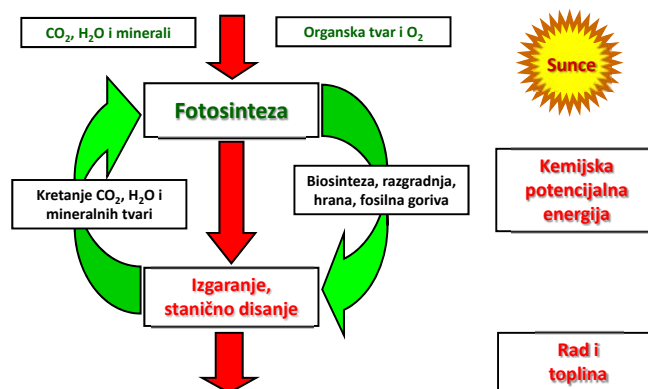 CO2, H2O i minerali
Organska tvar i O2
Sunce
Fotosinteza
Kretanje CO2, H2O i
mineralnih tvari
Biosinteza, razgradnja,
hrana, fosilna goriva
Kemijska
potencijalna
energija
Izgaranje,
stanično disanje
Rad i
toplina